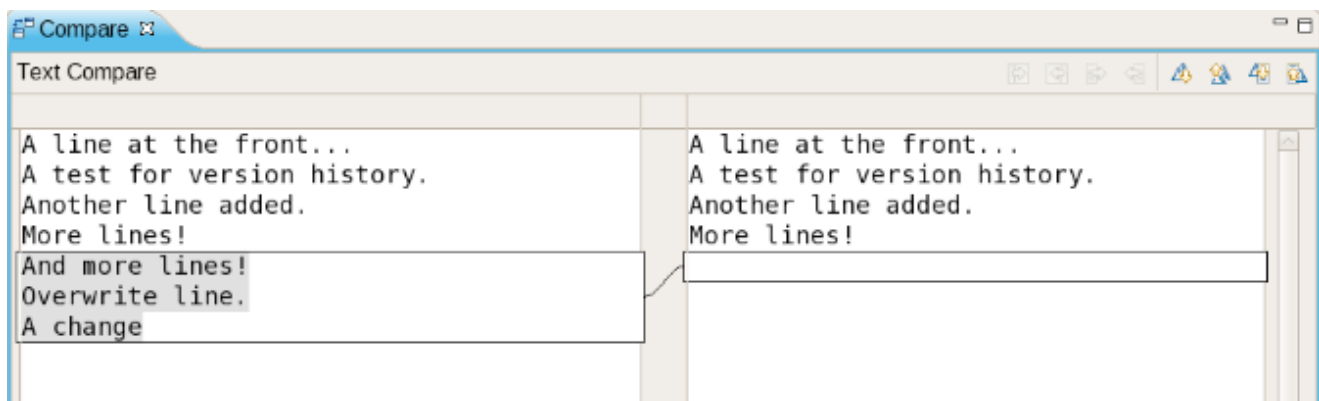 Compare
Text Compare
A line at the front...
A test for version history.
Another line added.
More lines!
And more lines!
Overwrite line.
A change
A line at the front...
A test for version history.
Another line added.
More lines!